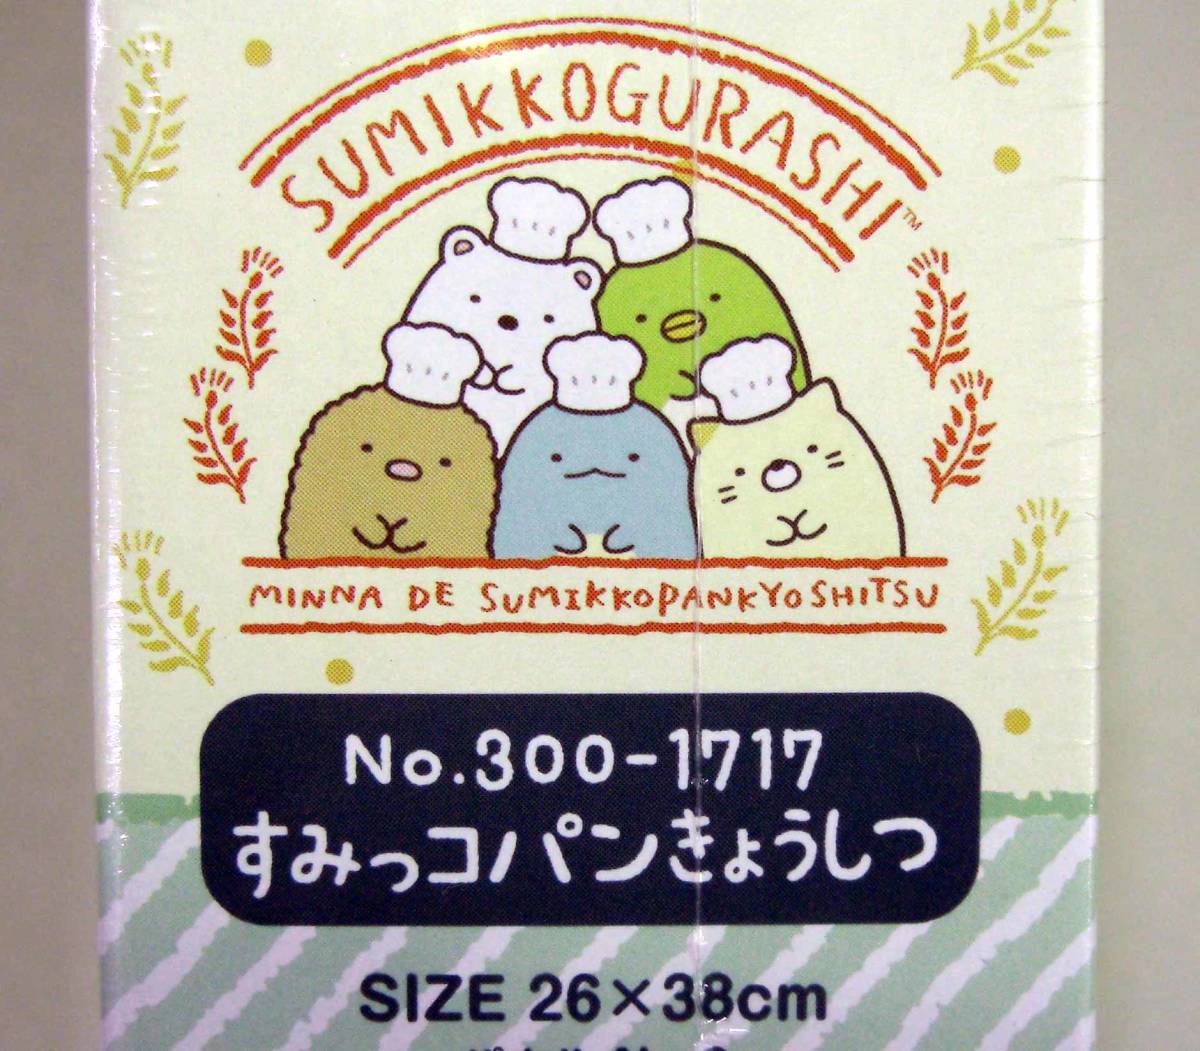 SUMIKKOGURASHI™
MINNA DE SUMIKKOPANKYOSHITSU
No.300-1717
すみっコパンきょうしつ
SIZE 26×38cm